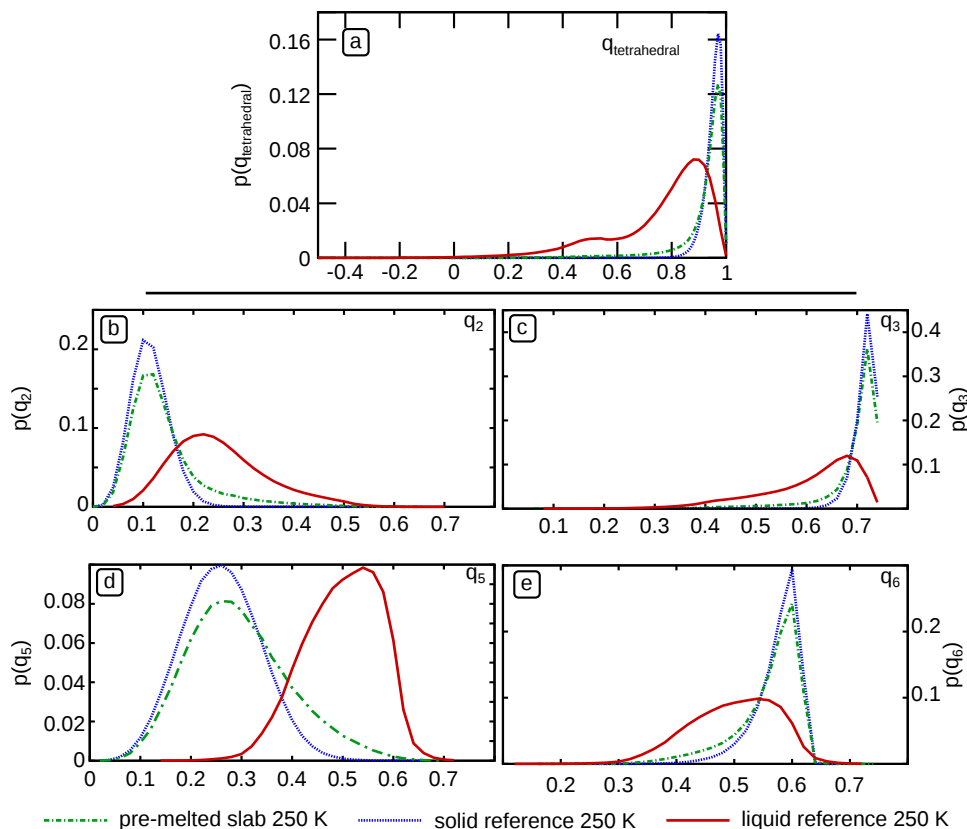 a
q_tetrahedral
p(q_tetrahedral)
0.16
0.12
0.08
0.04
0
-0.4 -0.2 0 0.2 0.4 0.6 0.8 1
b
q_2
p(q_2)
0.2
0.1
0
0 0.1 0.2 0.3 0.4 0.5 0.6 0.7
c
q_3
p(q_3)
0.4
0.3
0.2
0.1
0.1 0.2 0.3 0.4 0.5 0.6 0.7
d
q_5
p(q_5)
0.08
0.06
0.04
0.02
0
0 0.1 0.2 0.3 0.4 0.5 0.6 0.7
e
q_6
p(q_6)
0.2
0.1
0.2 0.3 0.4 0.5 0.6 0.7
pre-melted slab 250 K solid reference 250 K liquid reference 250 K